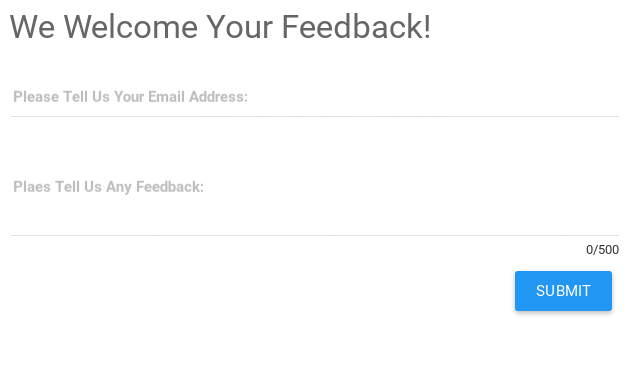 We Welcome Your Feedback!
Please Tell Us Your Email Address:
Plaes Tell Us Any Feedback:
0/500
SUBMIT